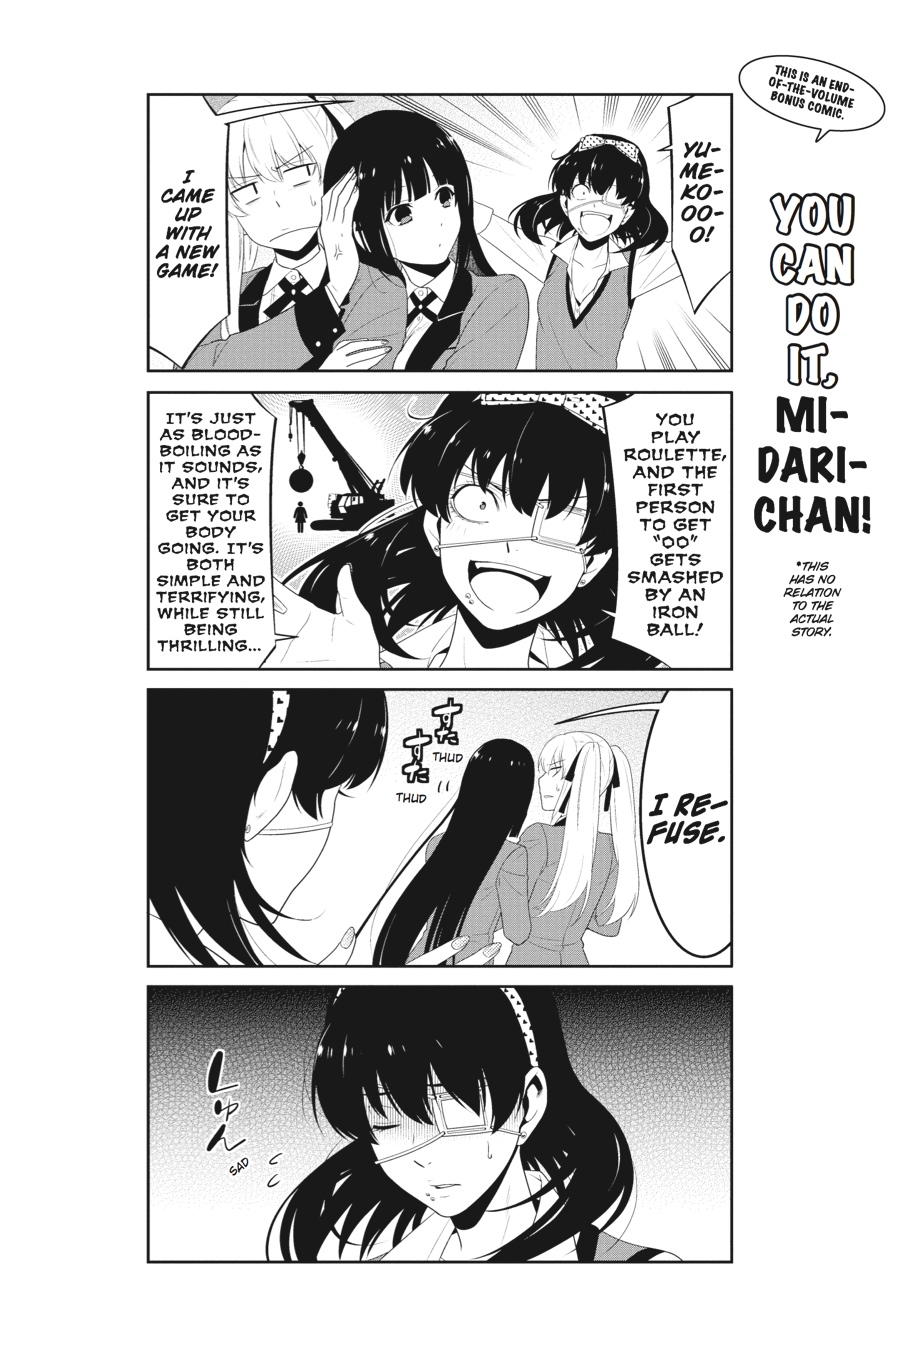 THIS IS AN END-
OF-THE-VOLUME
BONUS COMIC.
YOU
CAN
DO
IT,
MI-
DARI-
CHAN!
*THIS
HAS NO
RELATION
TO THE
ACTUAL
STORY.
YU-
ME-
KO-
OO-
O!
I
CAME
UP
WITH
A NEW
GAME!
YOU
PLAY
ROULETTE,
AND THE
FIRST
PERSON
TO GET
"00"
GETS
SMASHED
BY AN
IRON
BALL!
IT'S JUST
AS BLOOD-
BOILING AS
IT SOUNDS,
AND IT'S
SURE TO
GET YOUR
BODY
GOING. IT'S
BOTH
SIMPLE AND
TERRIFYING,
WHILE STILL
BEING
THRILLING...
I RE-
FUSE.
すた
THUD
すた
THUD
しゅん
SAD